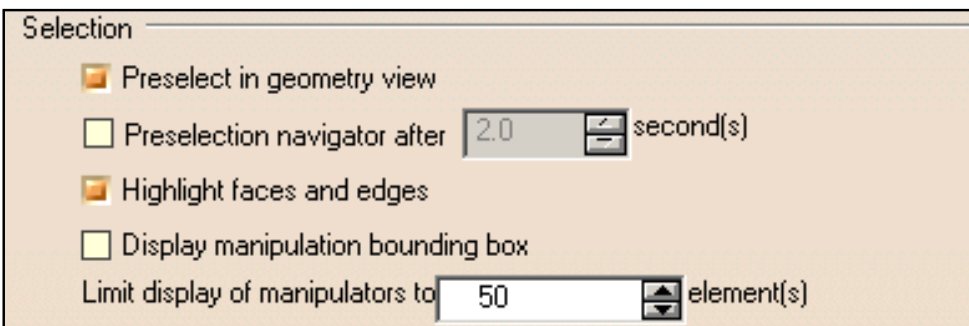 Selection
Preselect in geometry view
Preselection navigator after 2.0 second(s)
Highlight faces and edges
Display manipulation bounding box
Limit display of manipulators to 50 element(s)